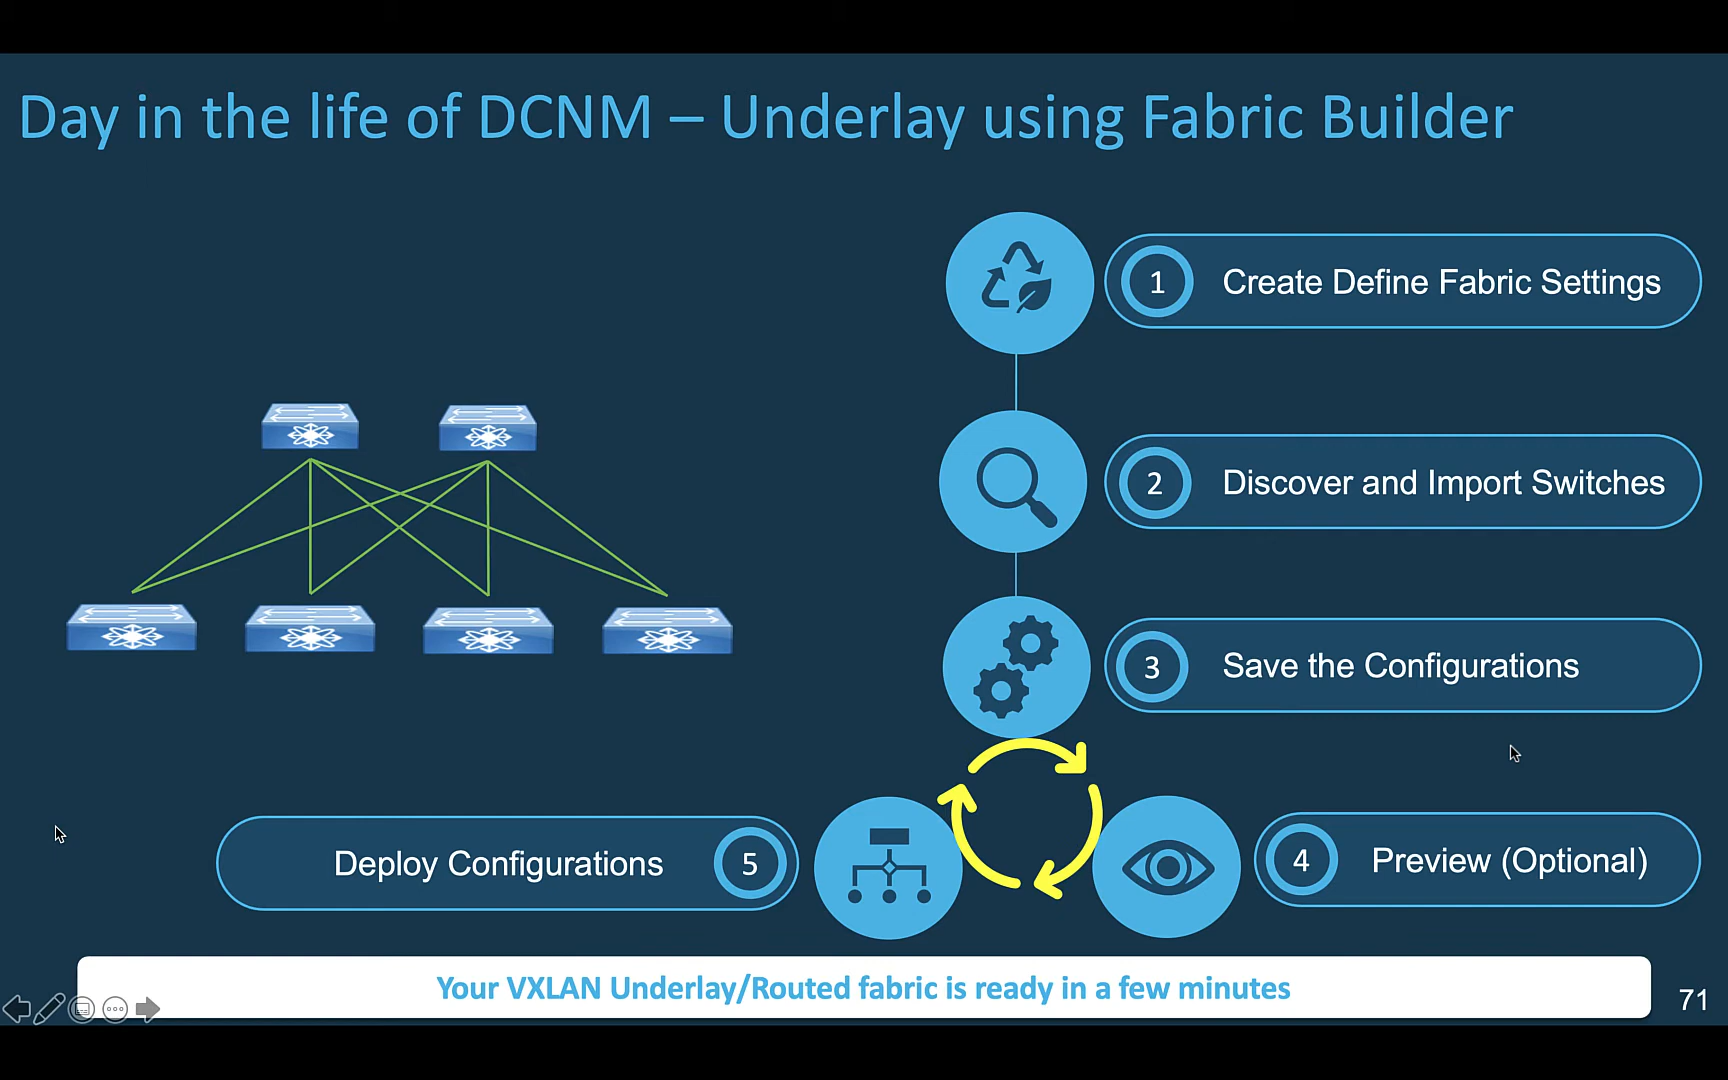 Day in the life of DCNM – Underlay using Fabric Builder
1 Create Define Fabric Settings
2 Discover and Import Switches
3 Save the Configurations
4 Preview (Optional)
Deploy Configurations 5
Your VXLAN Underlay/Routed fabric is ready in a few minutes
71